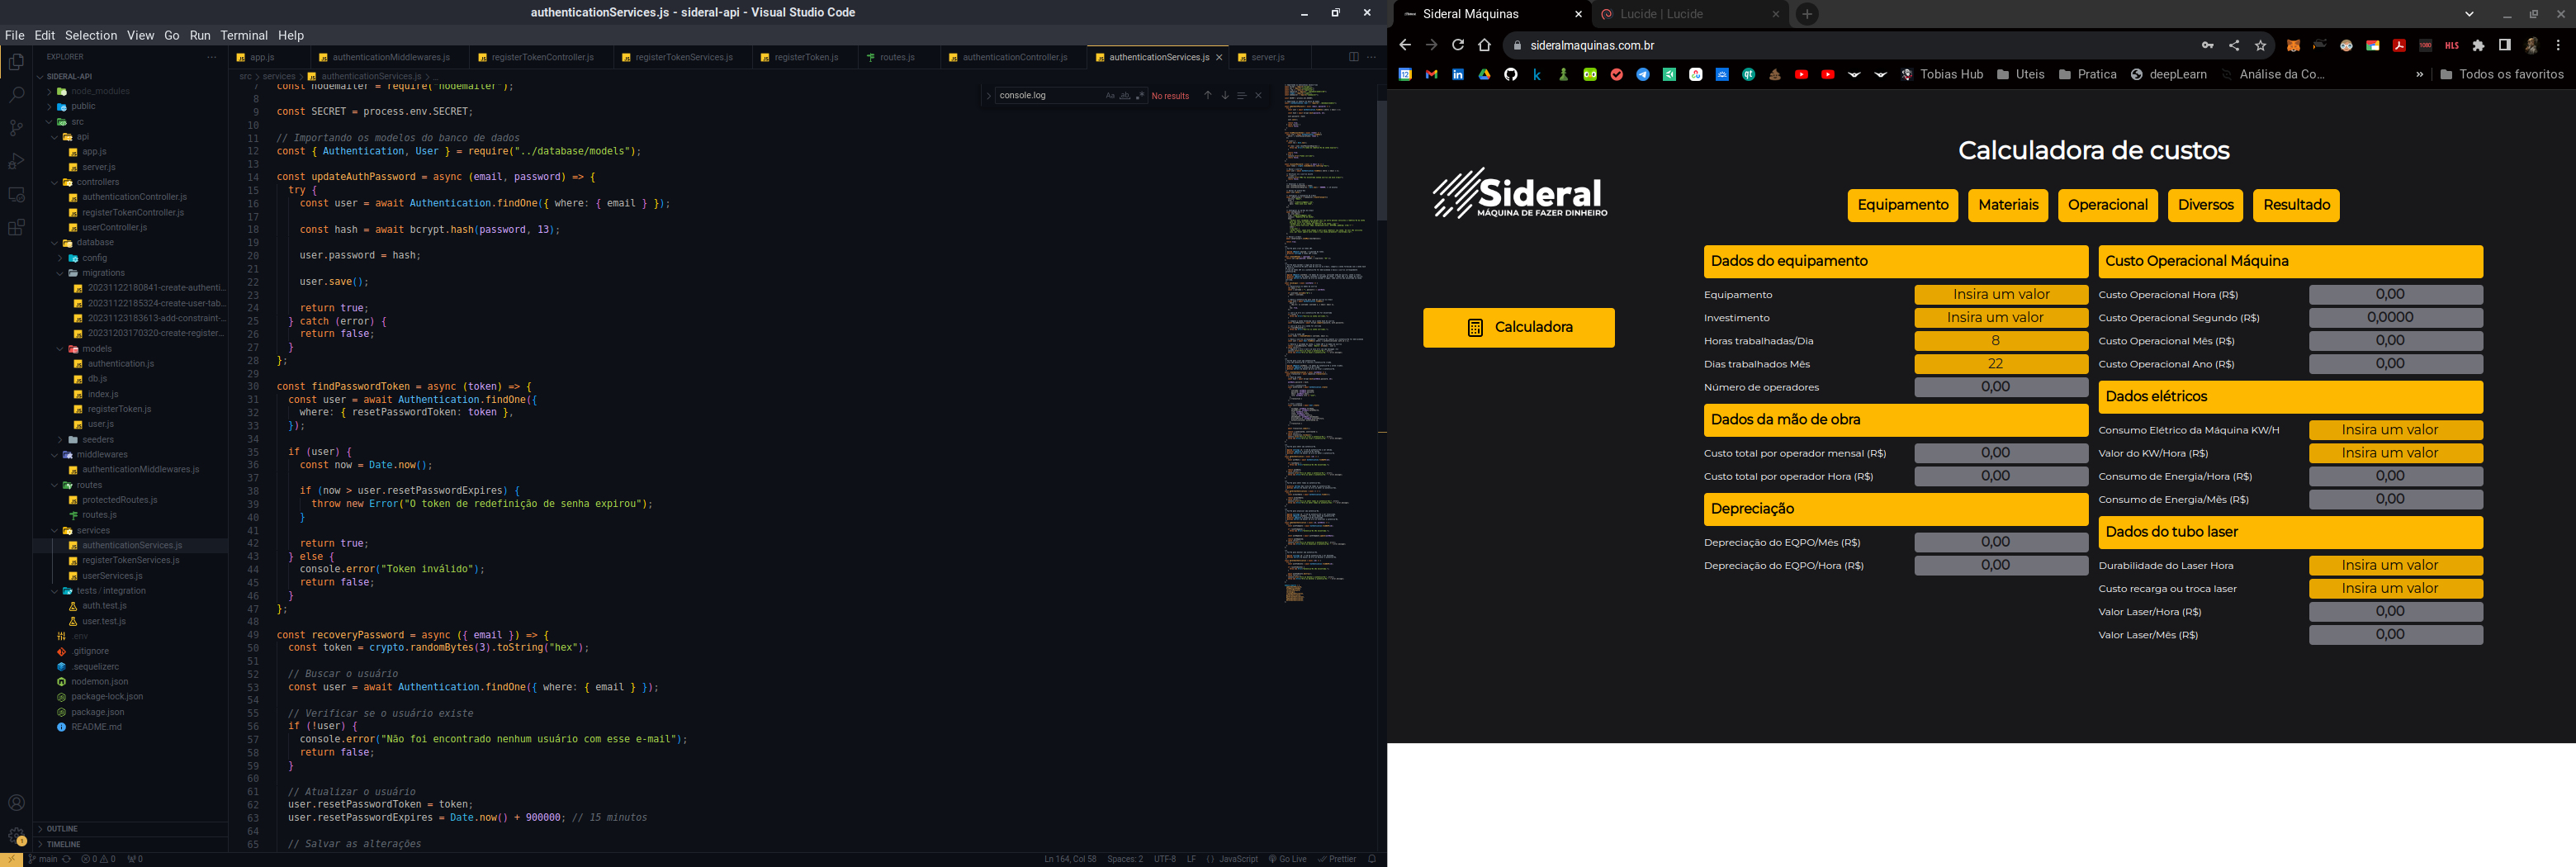 authenticationServices.js - sideral-api - Visual Studio Code
File Edit Selection View Go Run Terminal Help
EXPLORER
SIDERAL-API
node_modules
public
src
api
app.js
server.js
controllers
authenticationController.js
registerTokenController.js
userController.js
database
config
migrations
20231122180841-create-authenti...
20231122185324-create-user-tab...
20231123183613-add-constraint-...
20231203170320-create-register...
models
authentication.js
db.js
index.js
registerToken.js
user.js
seeders
middlewares
authenticationMiddlewares.js
routes
protectedRoutes.js
routes.js
services
authenticationServices.js
registerTokenServices.js
userServices.js
tests / integration
auth.test.js
user.test.js
.env
.gitignore
.sequelizerc
nodemon.json
package-lock.json
package.json
README.md
OUTLINE
TIMELINE
app.js authenticationMiddlewares.js registerTokenController.js registerTokenServices.js registerToken.js routes.js authenticationController.js authenticationServices.js server.js
src > services > authenticationServices.js > ...
console.log Aa ab .* No results
7 const nodemailer = require("nodemailer");
8
9 const SECRET = process.env.SECRET;
10
11 // Importando os modelos do banco de dados
12 const { Authentication, User } = require("../database/models");
13
14 const updateAuthPassword = async (email, password) => {
15 try {
16 const user = await Authentication.findOne({ where: { email } });
17
18 const hash = await bcrypt.hash(password, 13);
19
20 user.password = hash;
21
22 user.save();
23
24 return true;
25 } catch (error) {
26 return false;
27 }
28 };
29
30 const findPasswordToken = async (token) => {
31 const user = await Authentication.findOne({
32 where: { resetPasswordToken: token },
33 });
34
35 if (user) {
36 const now = Date.now();
37
38 if (now > user.resetPasswordExpires) {
39 throw new Error("O token de redefinição de senha expirou");
40 }
41
42 return true;
43 } else {
44 console.error("Token inválido");
45 return false;
46 }
47 };
48
49 const recoveryPassword = async ({ email }) => {
50 const token = crypto.randomBytes(3).toString("hex");
51
52 // Buscar o usuário
53 const user = await Authentication.findOne({ where: { email } });
54
55 // Verificar se o usuário existe
56 if (!user) {
57 console.error("Não foi encontrado nenhum usuário com esse e-mail");
58 return false;
59 }
60
61 // Atualizar o usuário
62 user.resetPasswordToken = token;
63 user.resetPasswordExpires = Date.now() + 900000; // 15 minutos
64
65 // Salvar as alterações
main 0 0 0 Ln 164, Col 58 Spaces: 2 UTF-8 LF {} JavaScript Go Live Prettier
Sideral Máquinas Lucide | Lucide
sideralmaquinas.com.br
Tobias Hub Uteis Pratica deepLearn Análise da Co... » Todos os favoritos
Sideral
MÁQUINA DE FAZER DINHEIRO
Calculadora
Calculadora de custos
Equipamento Materiais Operacional Diversos Resultado
Dados do equipamento
Equipamento Insira um valor
Investimento Insira um valor
Horas trabalhadas/Dia 8
Dias trabalhados Mês 22
Número de operadores 0,00
Dados da mão de obra
Custo total por operador mensal (R$) 0,00
Custo total por operador Hora (R$) 0,00
Depreciação
Depreciação do EQPO/Mês (R$) 0,00
Depreciação do EQPO/Hora (R$) 0,00
Custo Operacional Máquina
Custo Operacional Hora (R$) 0,00
Custo Operacional Segundo (R$) 0,0000
Custo Operacional Mês (R$) 0,00
Custo Operacional Ano (R$) 0,00
Dados elétricos
Consumo Elétrico da Máquina KW/H Insira um valor
Valor do KW/Hora (R$) Insira um valor
Consumo de Energia/Hora (R$) 0,00
Consumo de Energia/Mês (R$) 0,00
Dados do tubo laser
Durabilidade do Laser Hora Insira um valor
Custo recarga ou troca laser Insira um valor
Valor Laser/Hora (R$) 0,00
Valor Laser/Mês (R$) 0,00